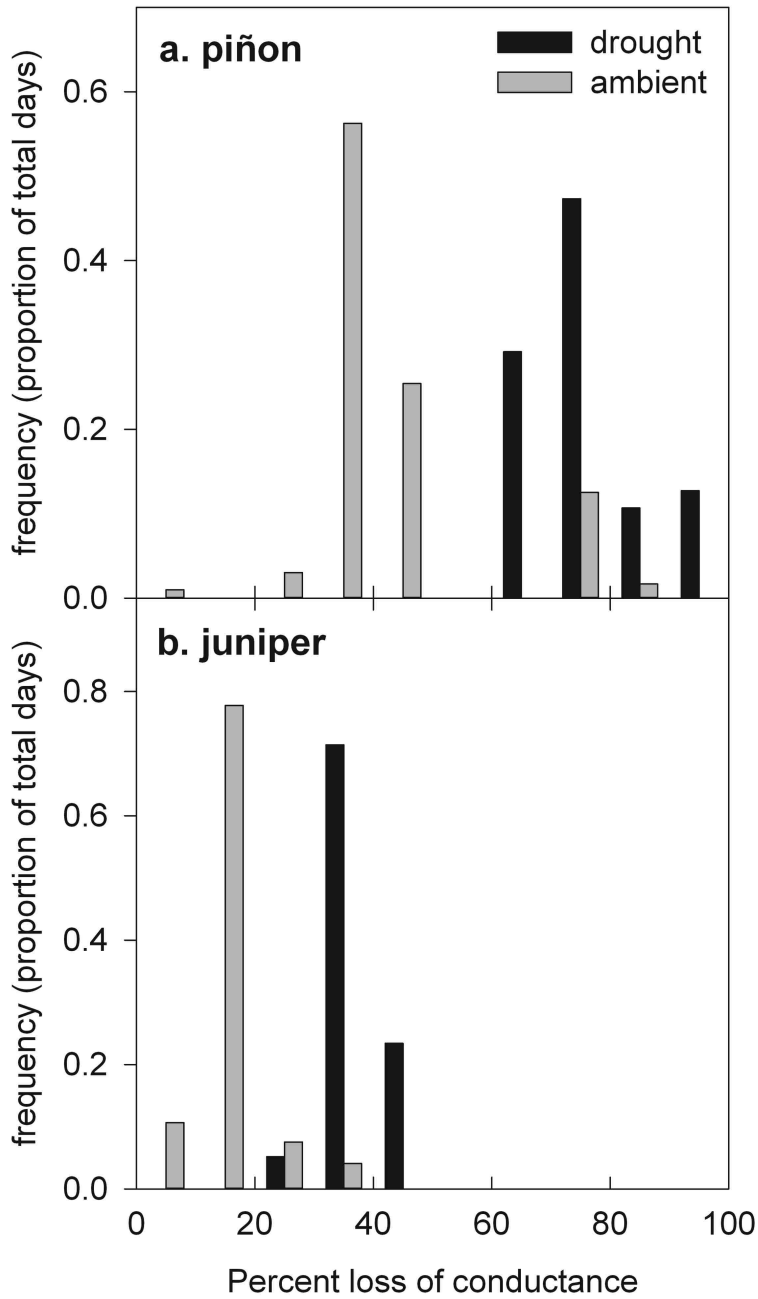 a. piñon
drought
ambient
frequency (proportion of total days)
0.6
0.4
0.2
0.0
b. juniper
frequency (proportion of total days)
0.8
0.6
0.4
0.2
0.0
0 20 40 60 80 100
Percent loss of conductance